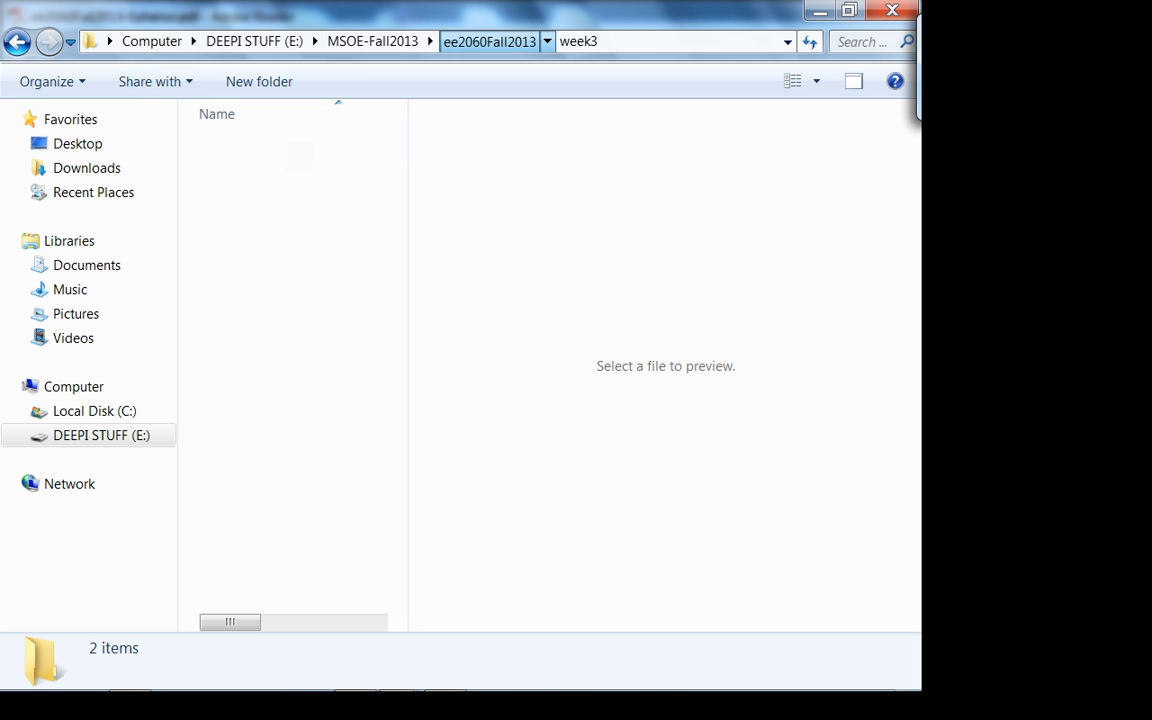 Computer DEEPI STUFF (E:) MSOE-Fall2013 ee2060Fall2013 week3 Search ...
Organize Share with New folder
Name
Favorites
Desktop
Downloads
Recent Places
Libraries
Documents
Music
Pictures
Videos
Computer
Local Disk (C:)
DEEPI STUFF (E:)
Network
Select a file to preview.
2 items